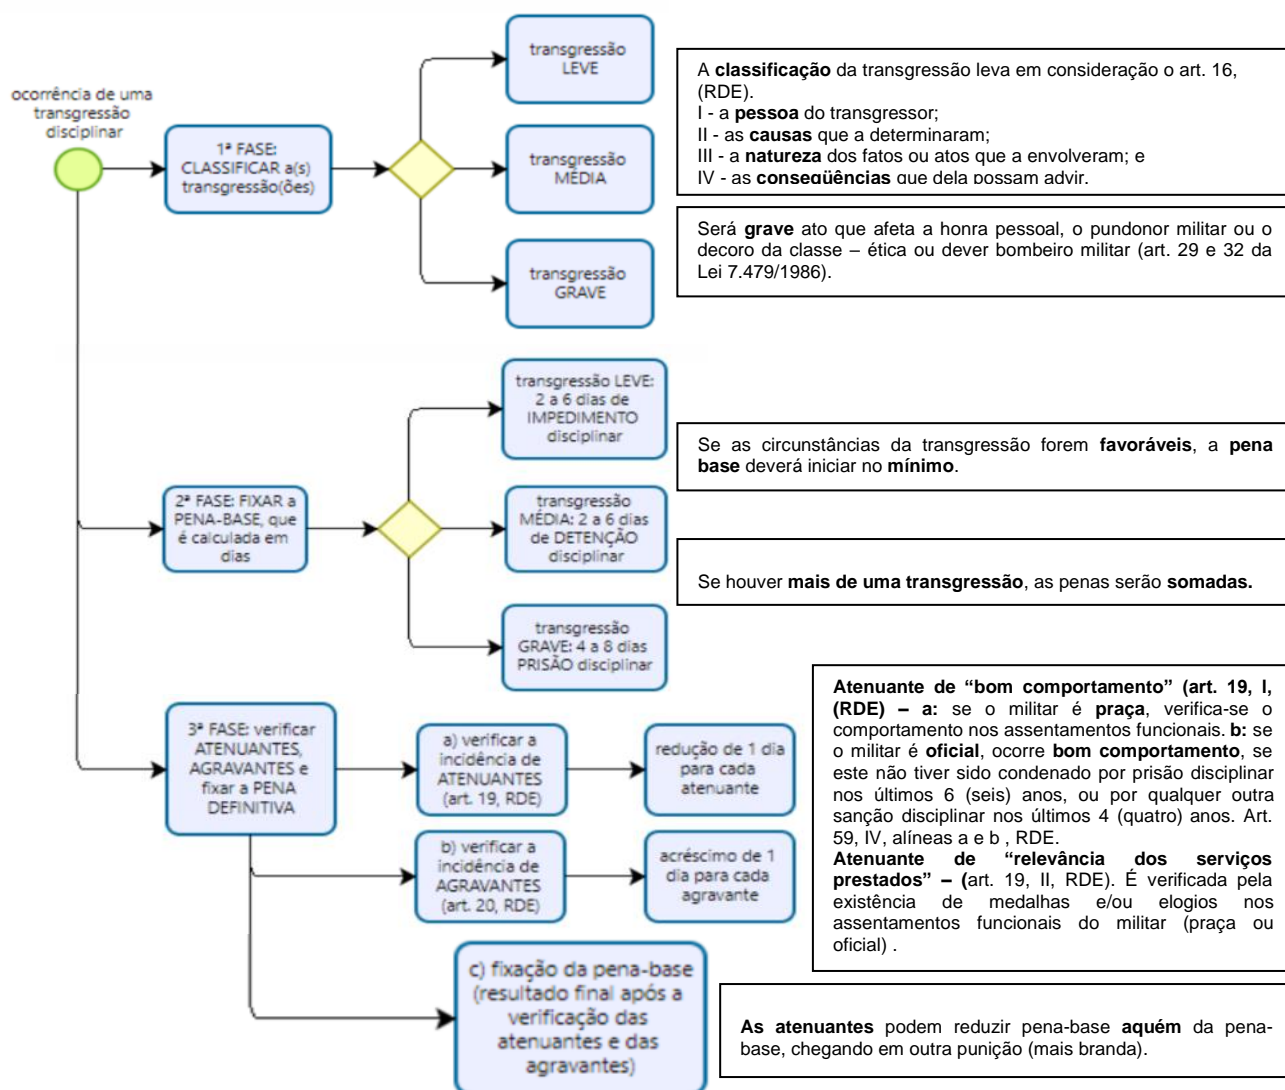 ocorrência de uma
transgressão
disciplinar
1ª FASE:
CLASSIFICAR a(s)
transgressão(ões)
transgressão
LEVE
transgressão
MÉDIA
transgressão
GRAVE
A classificação da transgressão leva em consideração o art. 16,
(RDE).
I - a pessoa do transgressor;
II - as causas que a determinaram;
III - a natureza dos fatos ou atos que a envolveram; e
IV - as conseqüências que dela possam advir.
Será grave ato que afeta a honra pessoal, o pundonor militar ou o
decoro da classe – ética ou dever bombeiro militar (art. 29 e 32 da
Lei 7.479/1986).
2ª FASE: FIXAR a
PENA-BASE, que
é calculada em
dias
transgressão LEVE:
2 a 6 dias de
IMPEDIMENTO
disciplinar
transgressão
MÉDIA: 2 a 6 dias
de DETENÇÃO
disciplinar
transgressão
GRAVE: 4 a 8 dias
PRISÃO disciplinar
Se as circunstâncias da transgressão forem favoráveis, a pena
base deverá iniciar no mínimo.
Se houver mais de uma transgressão, as penas serão somadas.
3ª FASE: verificar
ATENUANTES,
AGRAVANTES e
fixar a PENA
DEFINITIVA
a) verificar a
incidência de
ATENUANTES
(art. 19, RDE)
redução de 1 dia
para cada
atenuante
b) verificar a
incidência de
AGRAVANTES
(art. 20, RDE)
acréscimo de 1
dia para cada
agravante
c) fixação da pena-base
(resultado final após a
verificação das
atenuantes e das
agravantes)
Atenuante de “bom comportamento” (art. 19, I,
(RDE) – a: se o militar é praça, verifica-se o
comportamento nos assentamentos funcionais. b: se
o militar é oficial, ocorre bom comportamento, se
este não tiver sido condenado por prisão disciplinar
nos últimos 6 (seis) anos, ou por qualquer outra
sanção disciplinar nos últimos 4 (quatro) anos. Art.
59, IV, alíneas a e b , RDE.
Atenuante de “relevância dos serviços
prestados” – (art. 19, II, RDE). É verificada pela
existência de medalhas e/ou elogios nos
assentamentos funcionais do militar (praça ou
oficial) .
As atenuantes podem reduzir pena-base aquém da pena-
base, chegando em outra punição (mais branda).